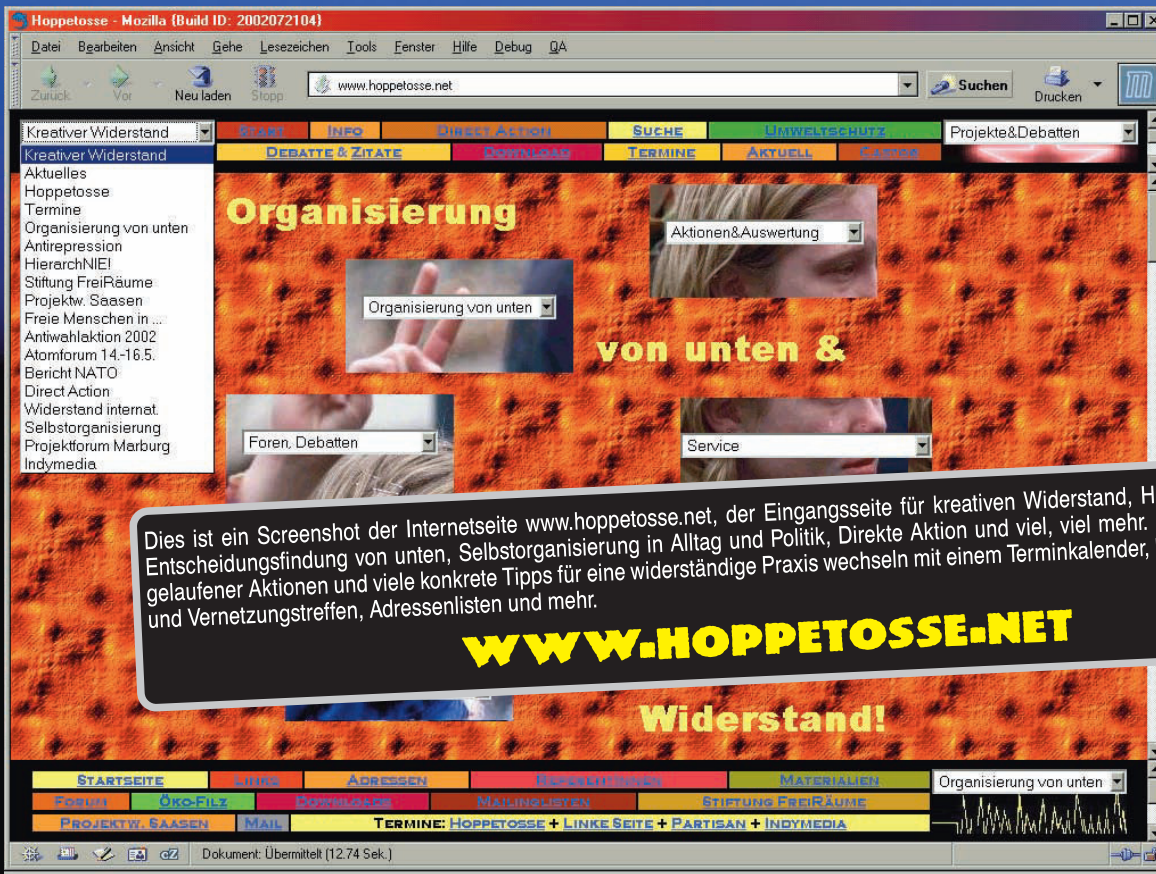 Hoppetosse - Mozilla {Build ID: 2002072104}
Datei Bearbeiten Ansicht Gehe Lesezeichen Tools Fenster Hilfe Debug QA
Zurück Vor Neu laden Stopp www.hoppetosse.net Suchen Drucken
Kreativer Widerstand START INFO DIRECT ACTION SUCHE UMWELTSCHUTZ Projekte&Debatten
DEBATTE & ZITATE DOWNLOAD TERMINE AKTUELL CASTOR
Kreativer Widerstand
Aktuelles
Hoppetosse
Termine
Organisierung von unten
Antirepression
HierarchNIE!
Stiftung FreiRäume
Projektw. Saasen
Freie Menschen in ...
Antiwahlaktion 2002
Atomforum 14.-16.5.
Bericht NATO
Direct Action
Widerstand internat.
Selbstorganisierung
Projektforum Marburg
Indymedia
Organisierung
Aktionen&Auswertung
Organisierung von unten
von unten &
Foren, Debatten
Service
Dies ist ein Screenshot der Internetseite www.hoppetosse.net, der Eingangsseite für kreativen Widerstand, H
Entscheidungsfindung von unten, Selbstorganisierung in Alltag und Politik, Direkte Aktion und viel, viel mehr.
gelaufener Aktionen und viele konkrete Tipps für eine widerständige Praxis wechseln mit einem Terminkalender,
und Vernetzungstreffen, Adressenlisten und mehr.
WWW.HOPPETOSSE.NET
Widerstand!
STARTSEITE LINKS ADRESSEN REFERENTINNEN MATERIALIEN Organisierung von unten
FORUM ÖKO-FILZ DOWNLOADS MAILINGLISTEN STIFTUNG FREIRÄUME
PROJEKTW. SAASEN MAIL TERMINE: HOPPETOSSE + LINKE SEITE + PARTISAN + INDYMEDIA
Dokument: Übermittelt (12.74 Sek.)